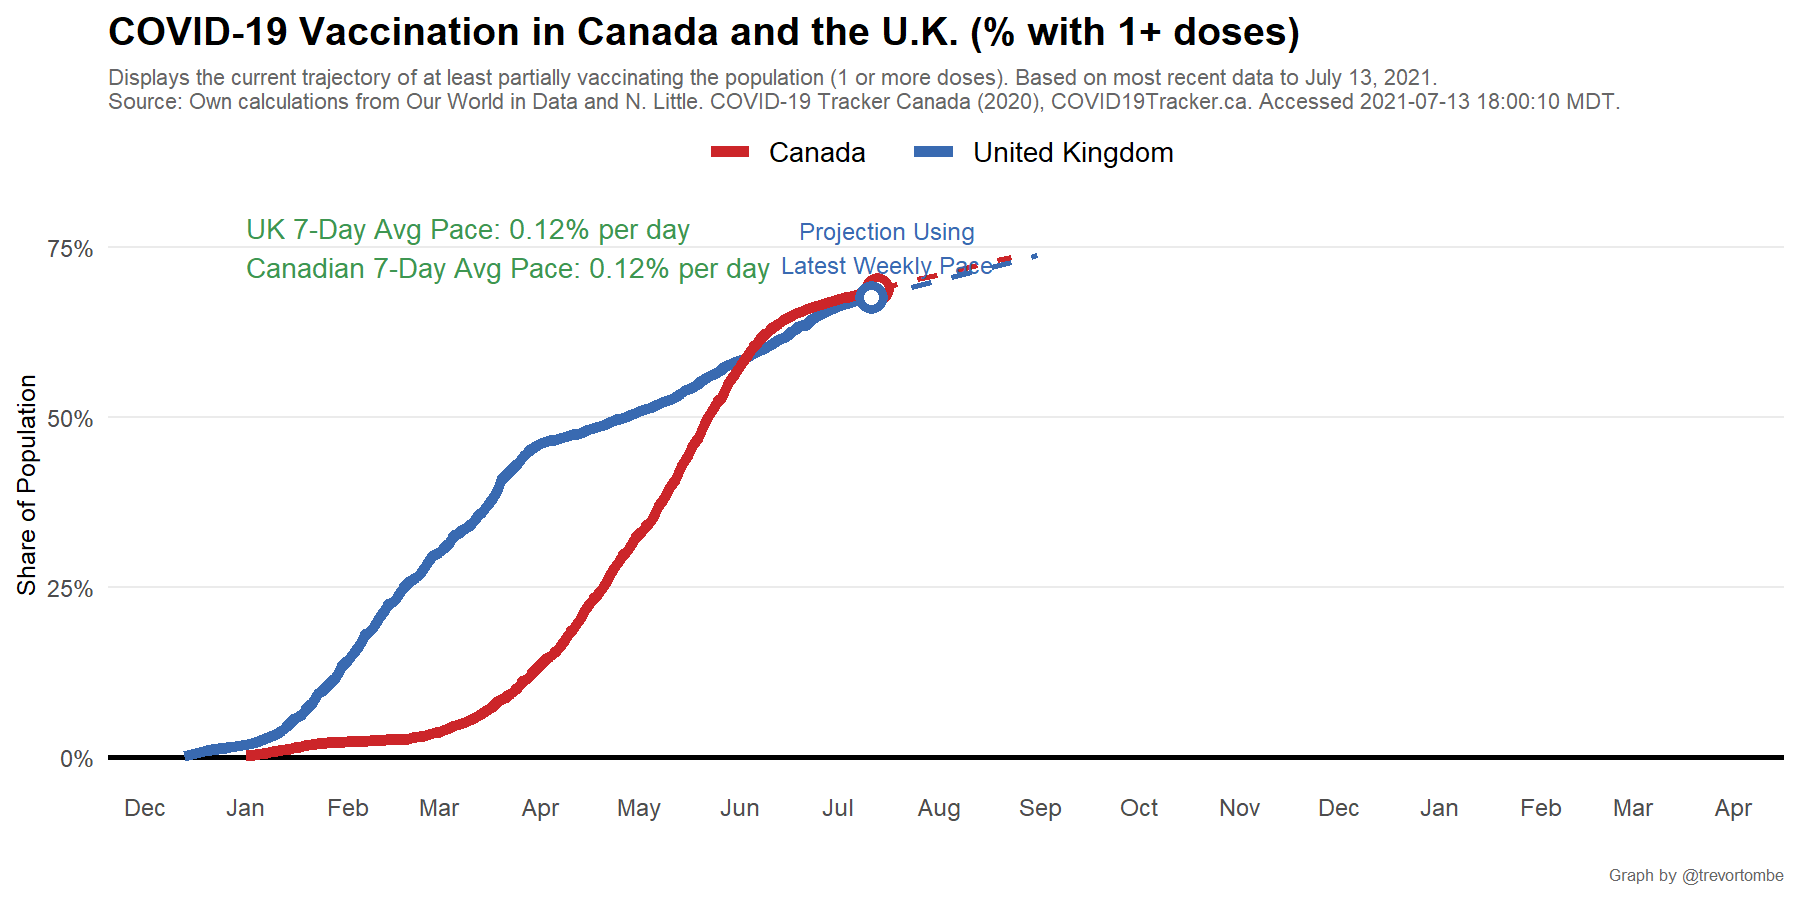 COVID-19 Vaccination in Canada and the U.K. (% with 1+ doses)
Displays the current trajectory of at least partially vaccinating the population (1 or more doses). Based on most recent data to July 13, 2021.
Source: Own calculations from Our World in Data and N. Little. COVID-19 Tracker Canada (2020), COVID19Tracker.ca. Accessed 2021-07-13 18:00:10 MDT.
Canada
United Kingdom
UK 7-Day Avg Pace: 0.12% per day
Canadian 7-Day Avg Pace: 0.12% per day
Projection Using
Latest Weekly Pace
Share of Population
75%
50%
25%
0%
Dec Jan Feb Mar Apr May Jun Jul Aug Sep Oct Nov Dec Jan Feb Mar Apr
Graph by @trevortombe